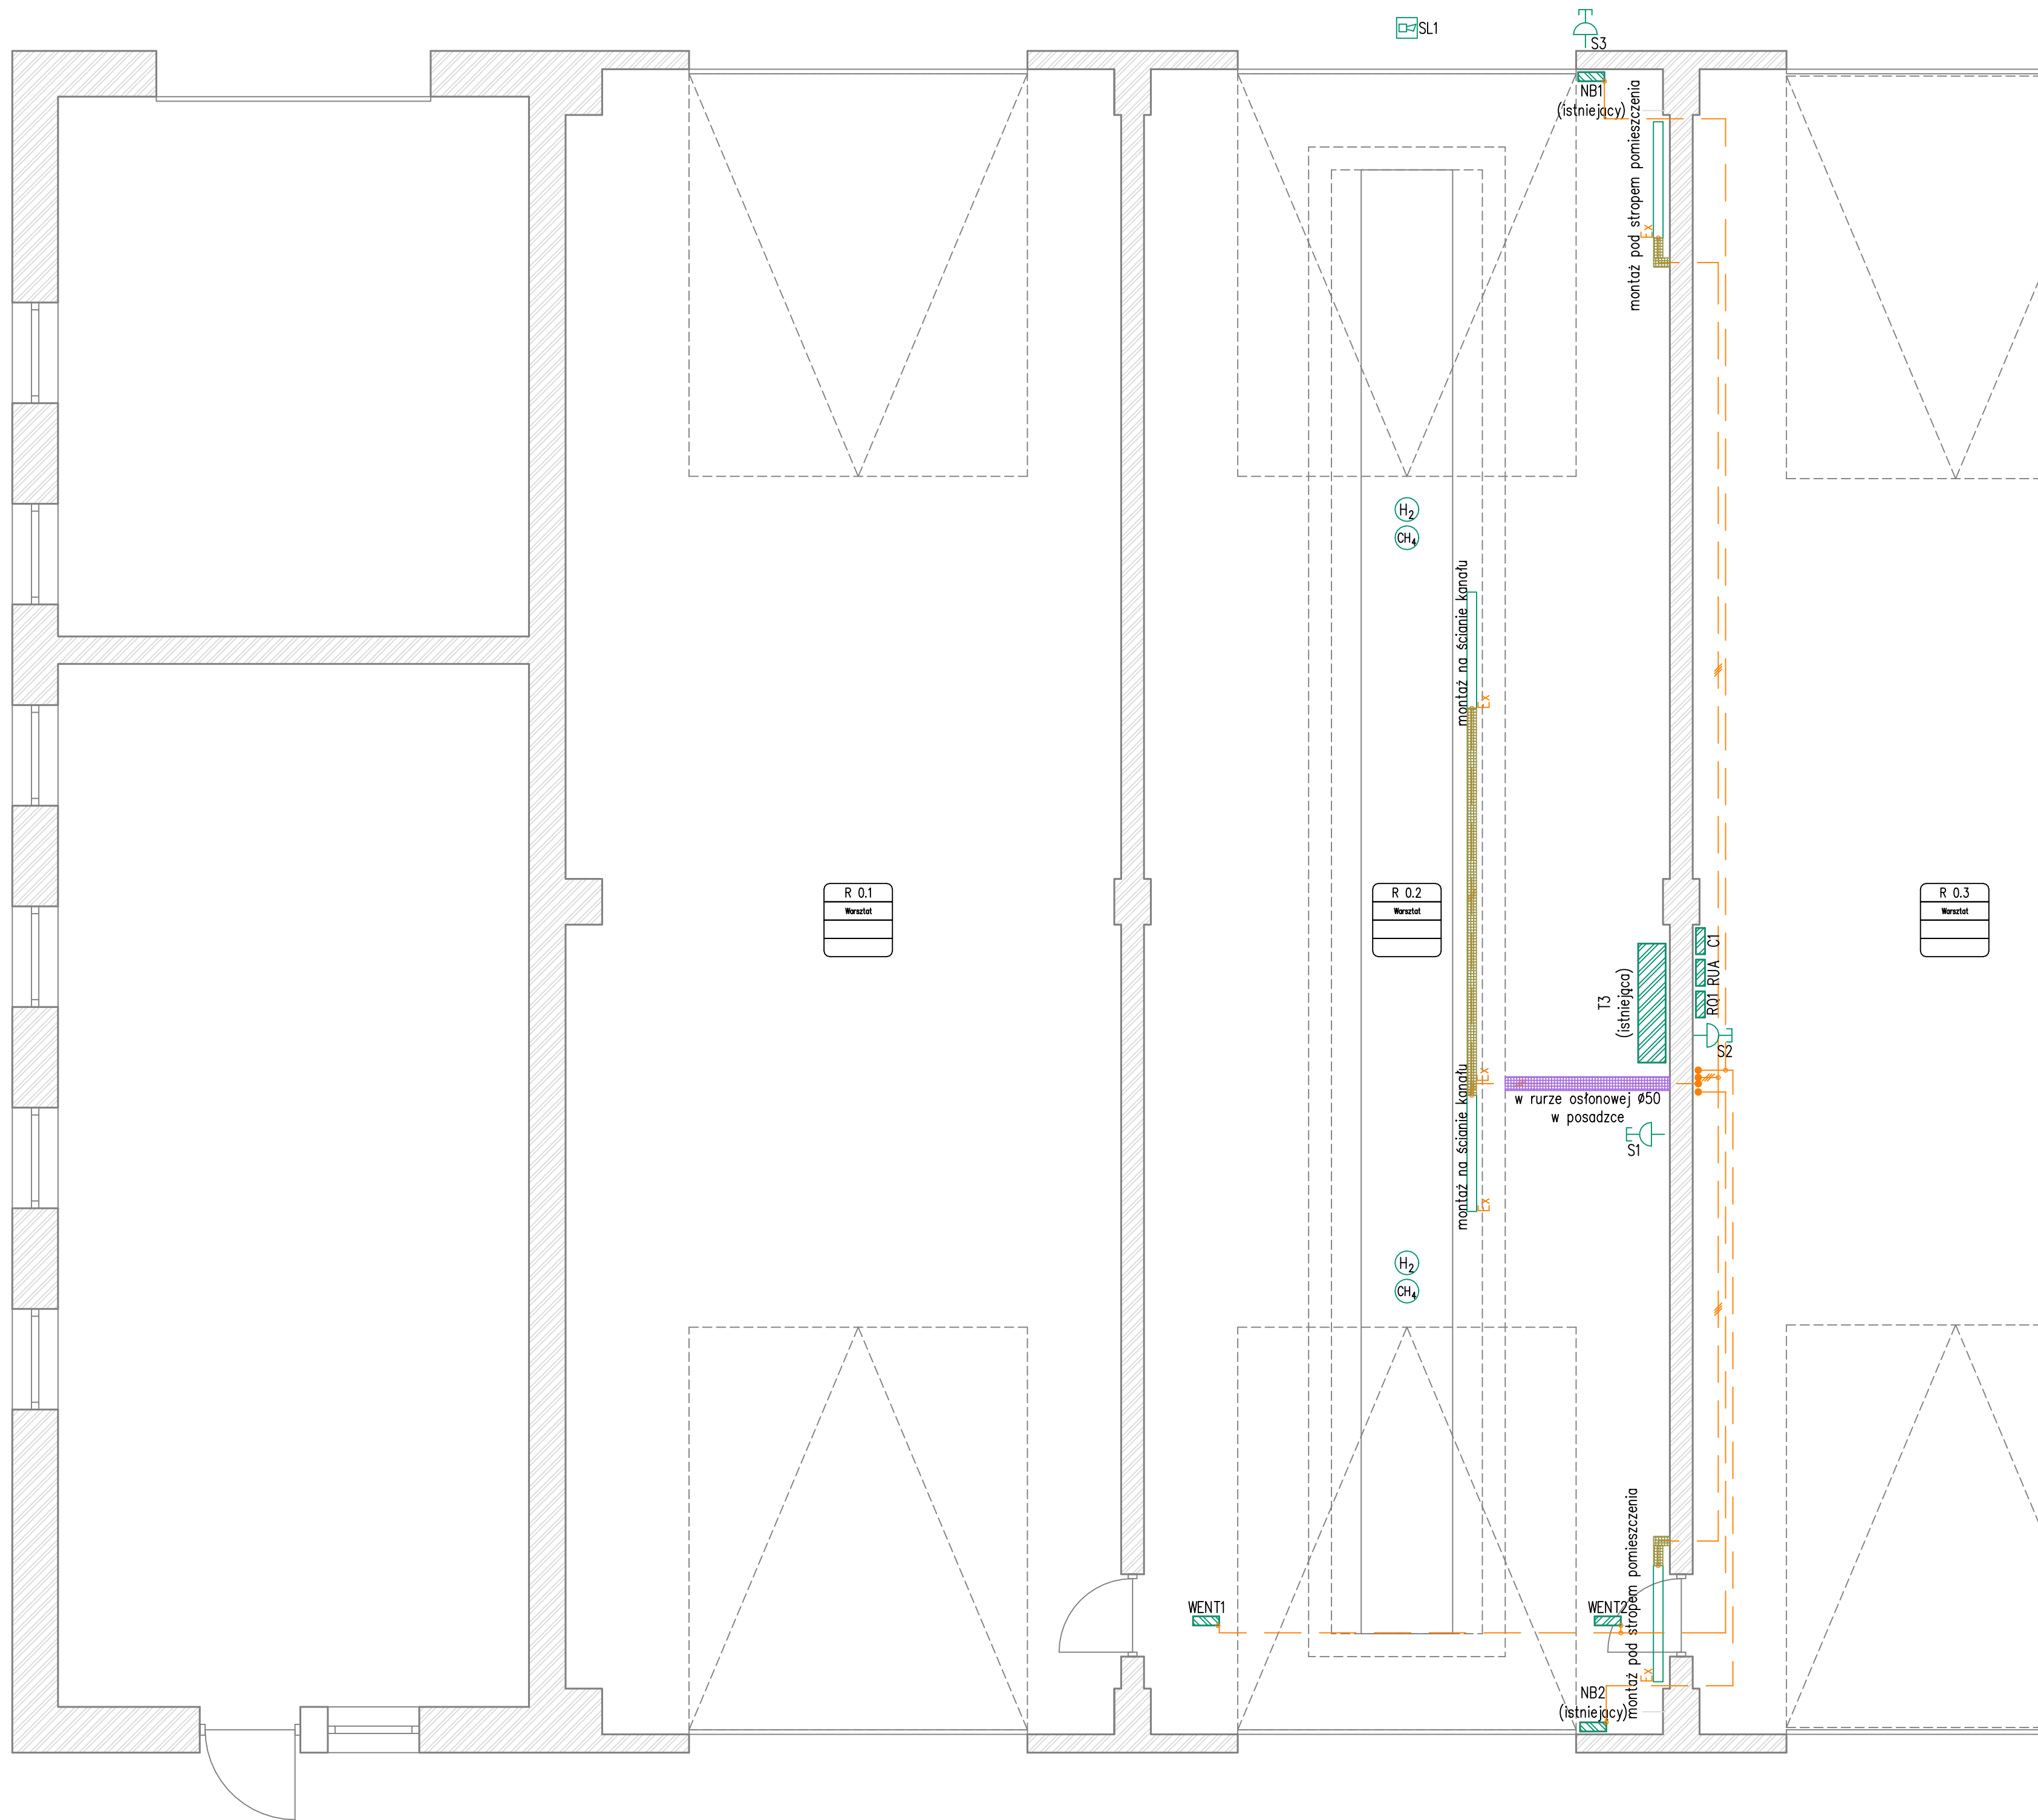 SL1
S3
NB1
(istniejący)
montaż pod stropem pomieszczenia
EX
H2
CH4
montaż na ścianie kanału
EX
R 0.1
Warsztat
R 0.2
Warsztat
R 0.3
Warsztat
C1
RUA
RQ1
T3
(istniejąca)
S2
EX
montaż na ścianie kanału
w rurze osłonowej Ø50
w posadzce
S1
EX
H2
CH4
montaż pod stropem pomieszczenia
WENT1
WENT2
EX
NB2
(istniejący)